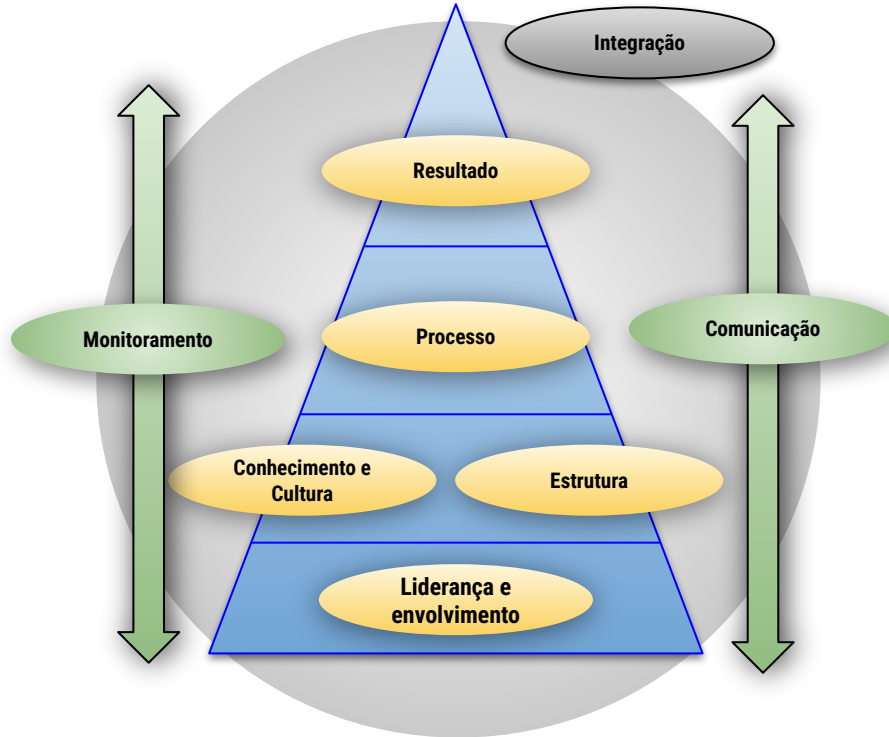 Integração
Resultado
Monitoramento
Processo
Comunicação
Conhecimento e
Cultura
Estrutura
Liderança e
envolvimento